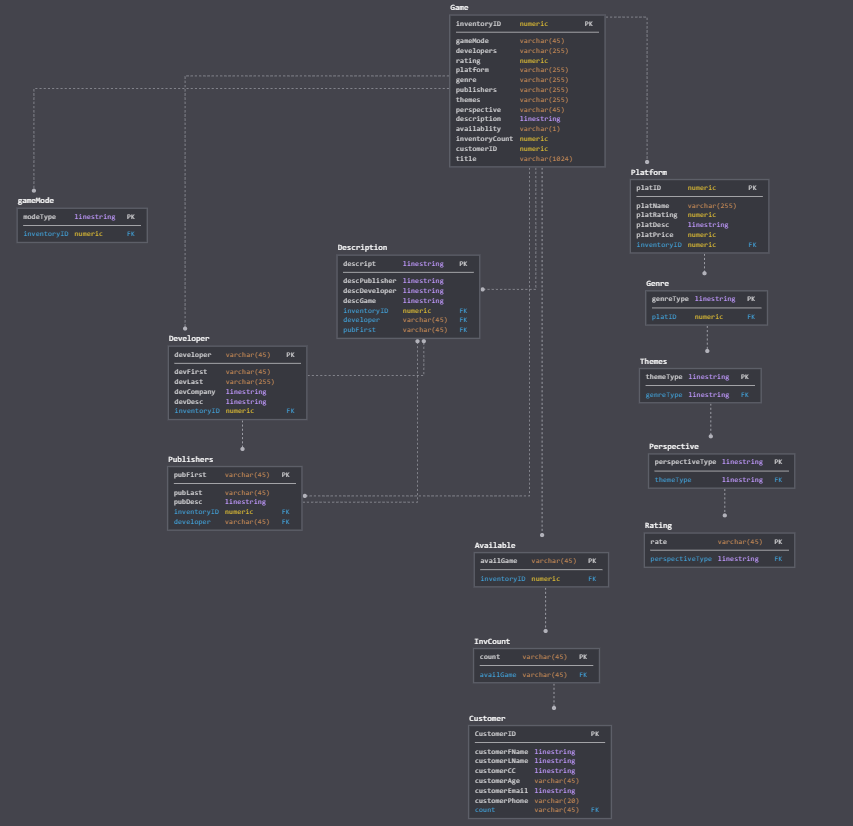 Game
inventoryID numeric PK
gameMode varchar(45)
developers varchar(255)
rating numeric
platform varchar(255)
genre varchar(255)
publishers varchar(255)
themes varchar(255)
perspective varchar(45)
description linestring
availablity varchar(1)
inventoryCount numeric
customerID numeric
title varchar(1024)
Platform
platID numeric PK
platName varchar(255)
platRating numeric
platDesc linestring
platPrice numeric
inventoryID numeric FK
gameMode
modeType linestring PK
inventoryID numeric FK
Description
descript linestring PK
descPublisher linestring
descDeveloper linestring
descGame linestring
inventoryID numeric FK
developer varchar(45) FK
pubFirst varchar(45) FK
Genre
genreType linestring PK
platID numeric FK
Developer
developer varchar(45) PK
devFirst varchar(45)
devLast varchar(255)
devCompany linestring
devDesc linestring
inventoryID numeric FK
Themes
themeType linestring PK
genreType linestring FK
Publishers
pubFirst varchar(45) PK
pubLast varchar(45)
pubDesc linestring
inventoryID numeric FK
developer varchar(45) FK
Perspective
perspectiveType linestring PK
themeType linestring FK
Rating
rate varchar(45) PK
perspectiveType linestring FK
Available
availGame varchar(45) PK
inventoryID numeric FK
InvCount
count varchar(45) PK
availGame varchar(45) FK
Customer
CustomerID PK
customerFName linestring
customerLName linestring
customerCC linestring
customerAge varchar(45)
customerEmail linestring
customerPhone varchar(20)
count varchar(45) FK